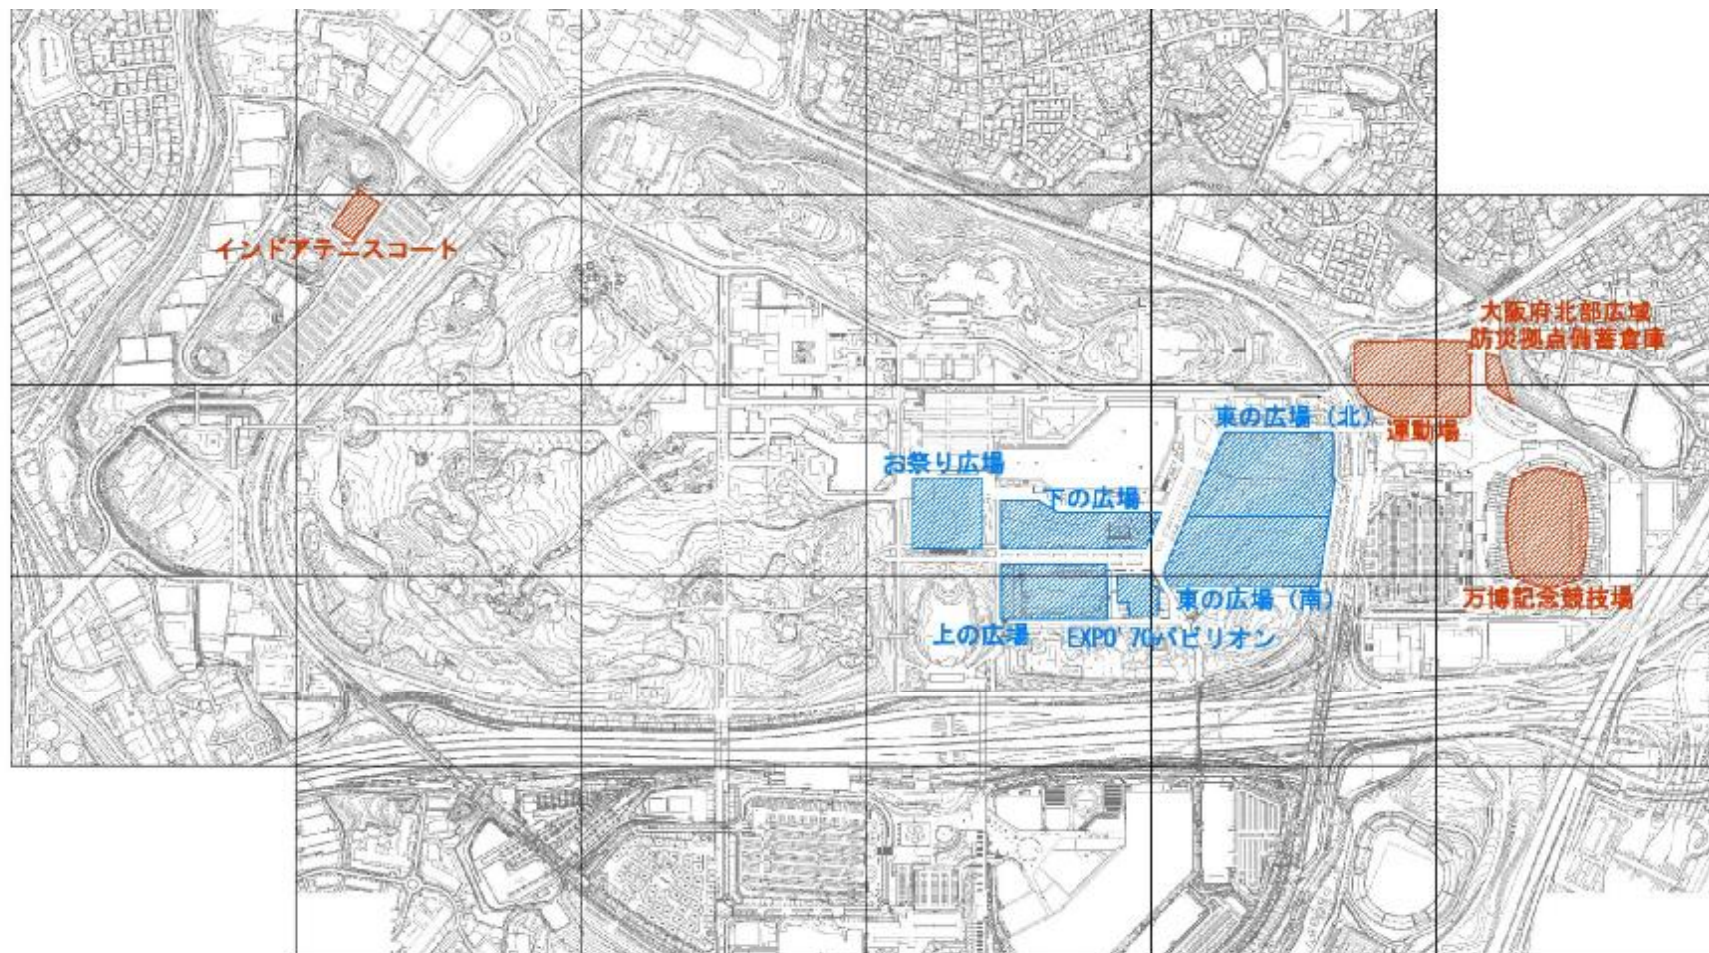 インドアテニスコート
大阪府北部広域
防災拠点備蓄倉庫
運動場
東の広場（北）
お祭り広場
下の広場
万博記念競技場
東の広場（南）
上の広場
EXPO'70パビリオン